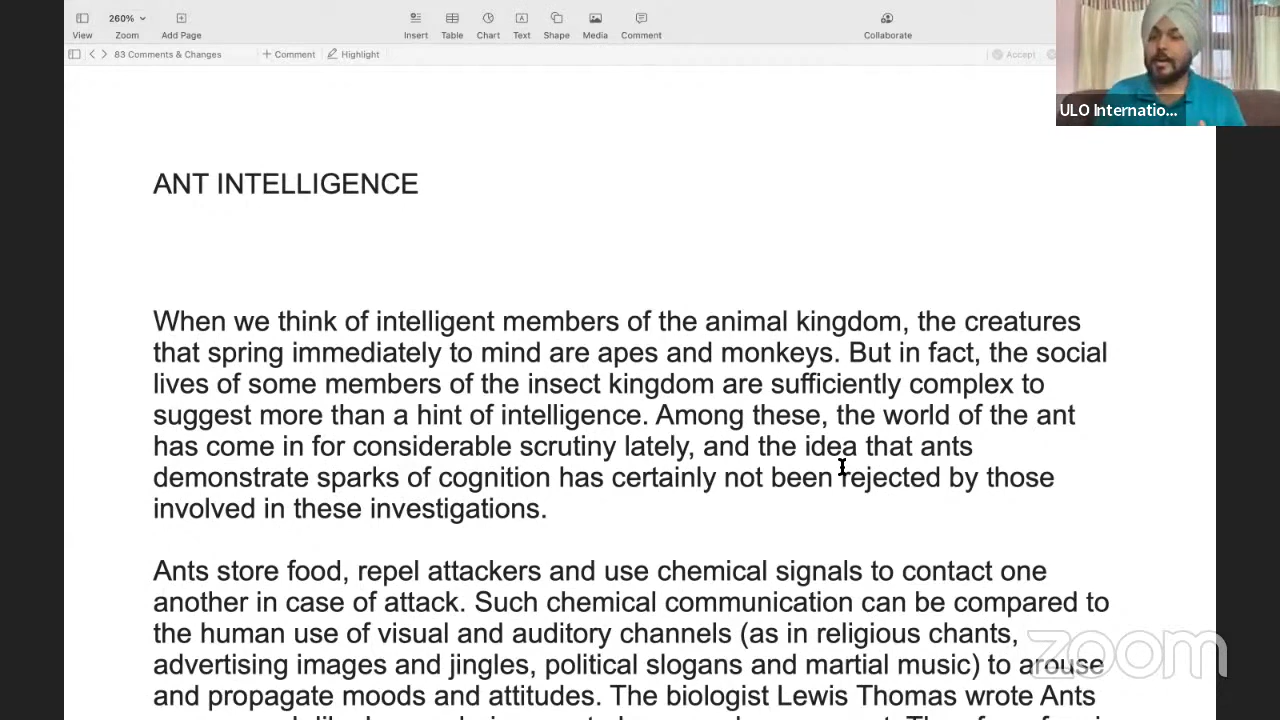 260%
View
Zoom
Add Page
Insert
Table
Chart
Text
Shape
Media
Comment
Collaborate
83 Comments & Changes
+ Comment
Highlight
Accept
ULO Internatio...
ANT INTELLIGENCE
When we think of intelligent members of the animal kingdom, the creatures
that spring immediately to mind are apes and monkeys. But in fact, the social
lives of some members of the insect kingdom are sufficiently complex to
suggest more than a hint of intelligence. Among these, the world of the ant
has come in for considerable scrutiny lately, and the idea that ants
demonstrate sparks of cognition has certainly not been rejected by those
involved in these investigations.
Ants store food, repel attackers and use chemical signals to contact one
another in case of attack. Such chemical communication can be compared to
the human use of visual and auditory channels (as in religious chants,
advertising images and jingles, political slogans and martial music) to arouse
and propagate moods and attitudes. The biologist Lewis Thomas wrote Ants
zoom